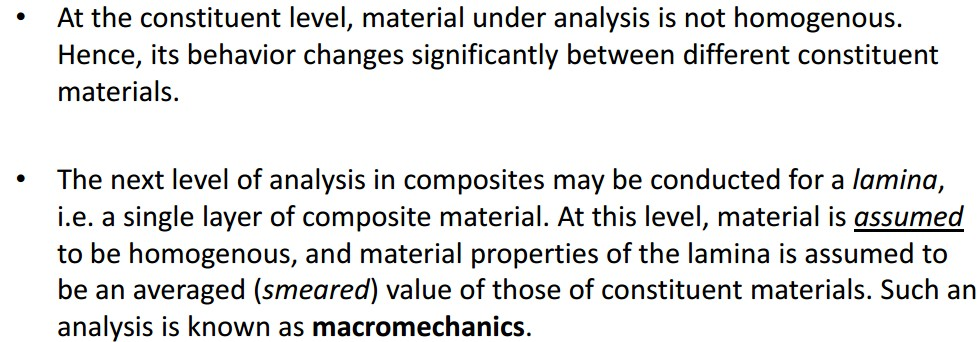 • At the constituent level, material under analysis is not homogenous.
Hence, its behavior changes significantly between different constituent
materials.
• The next level of analysis in composites may be conducted for a lamina,
i.e. a single layer of composite material. At this level, material is assumed
to be homogenous, and material properties of the lamina is assumed to
be an averaged (smeared) value of those of constituent materials. Such an
analysis is known as macromechanics.